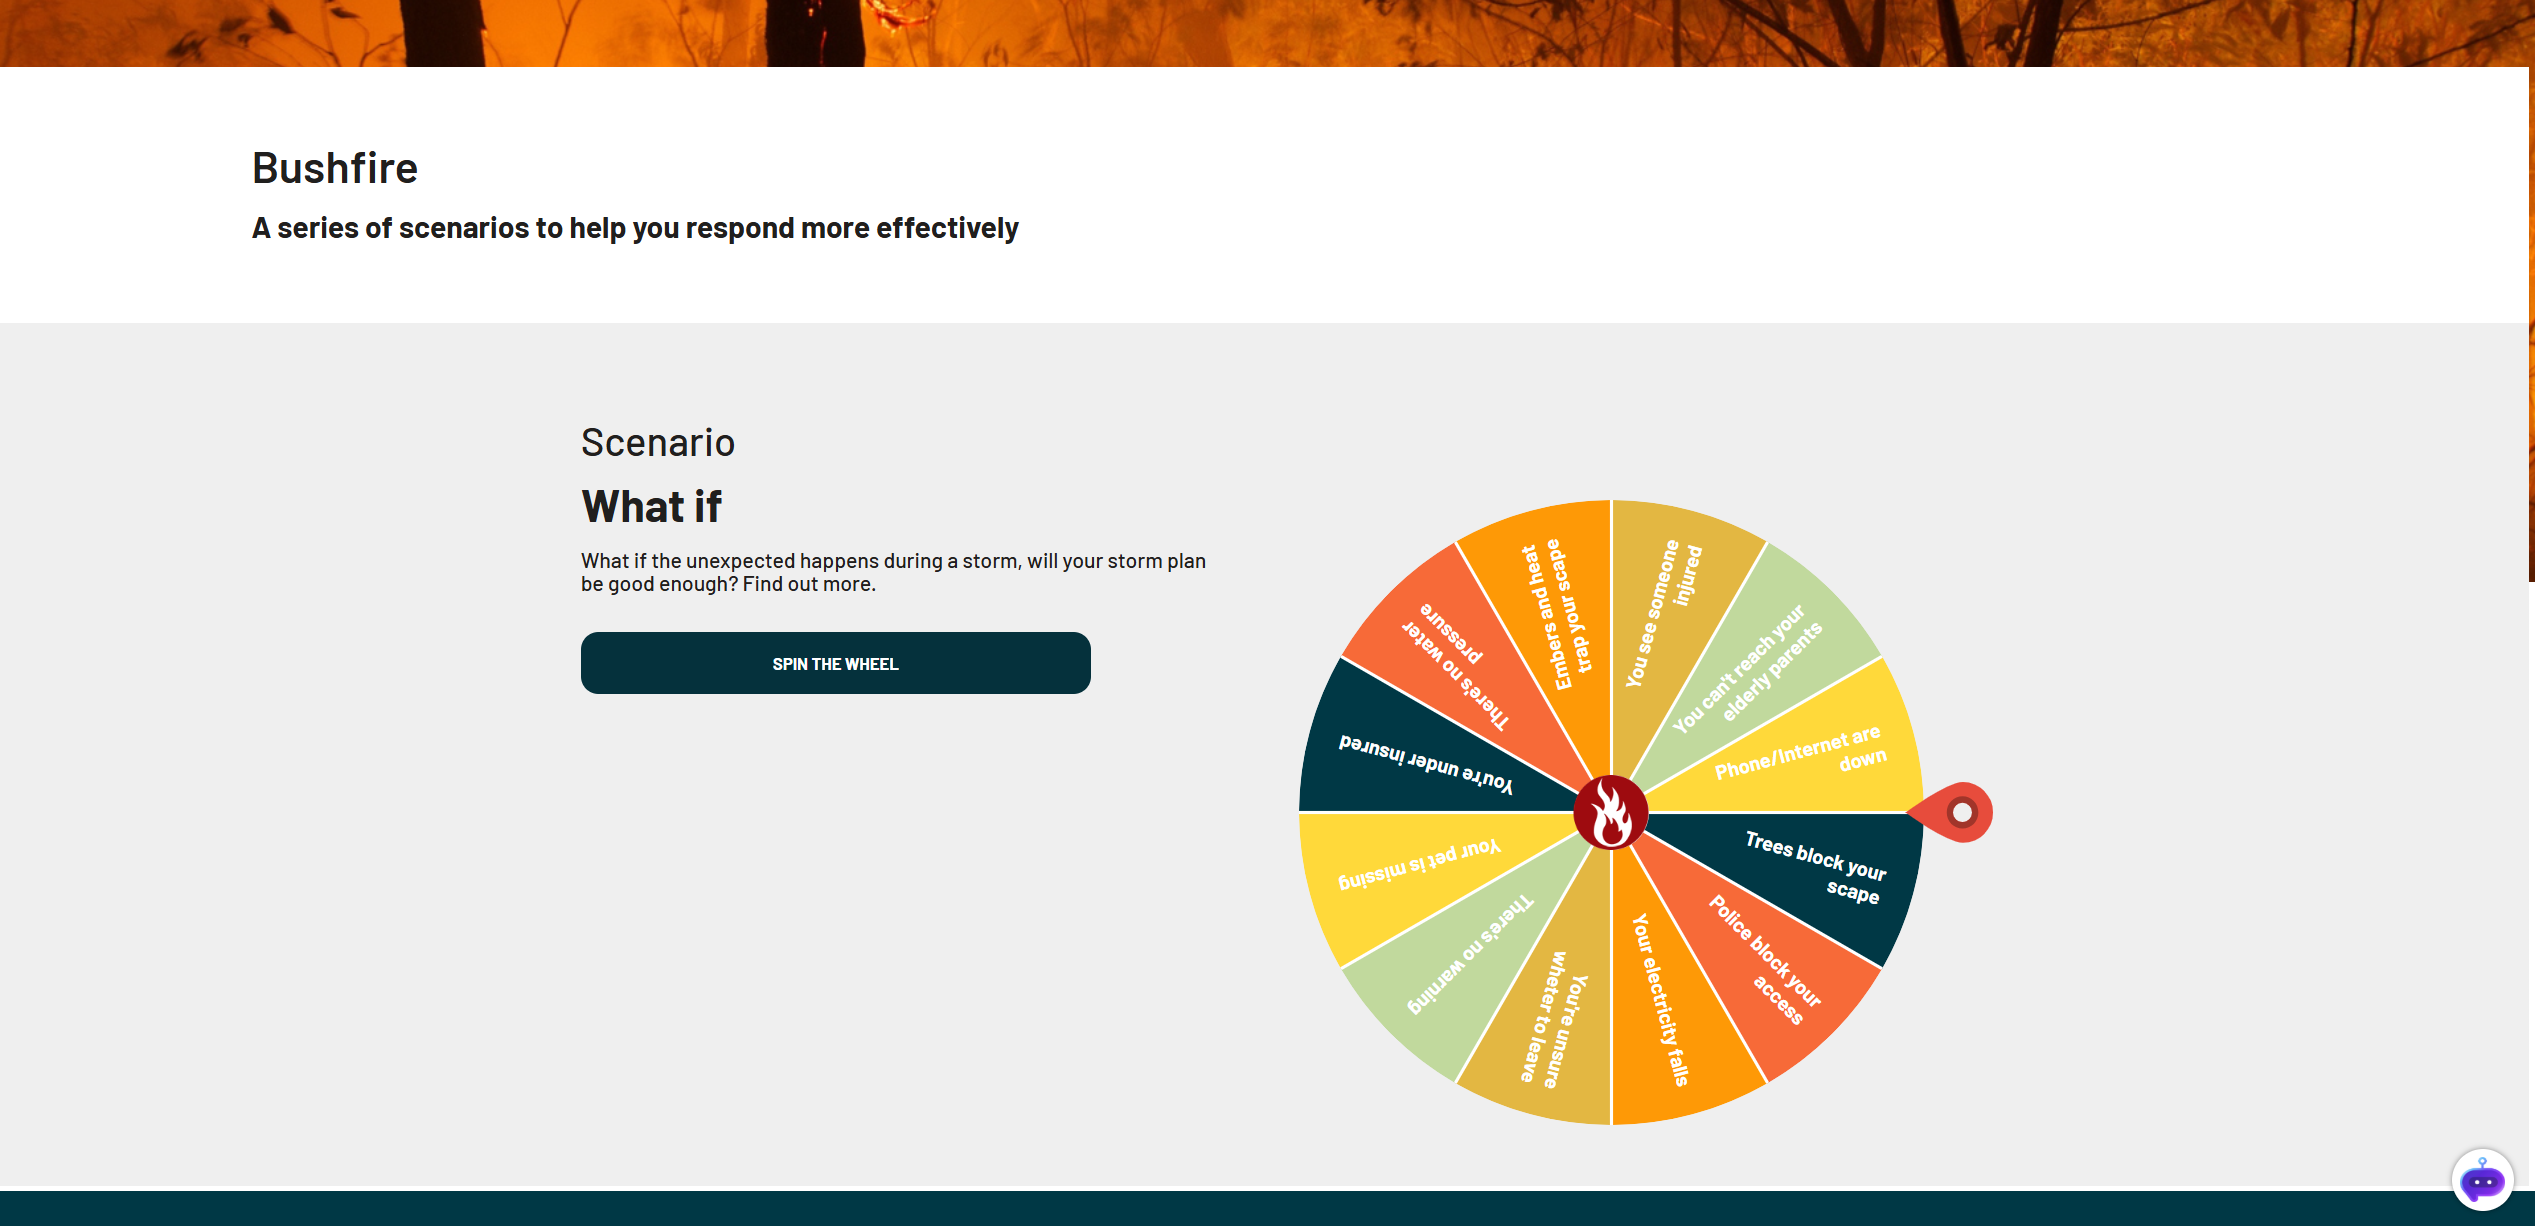 Bushfire
A series of scenarios to help you respond more effectively
Scenario
What if
What if the unexpected happens during a storm, will your storm plan
be good enough? Find out more.
SPIN THE WHEEL
You see someone
injured
You can't reach your
elderly parents
Phone/Internet are
down
Trees block your
scape
Police block your
access
Your electricity falls
You're unsure
wheter to leave
There's no warning
Your pet is missing
You're under insured
There's no water
pressure
Embers and heat
trap your scape